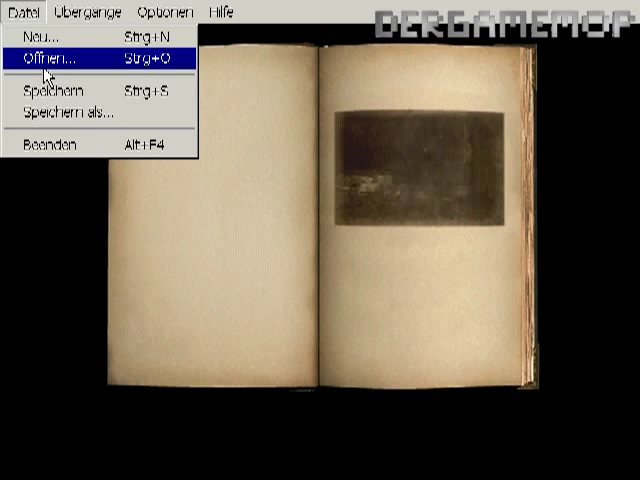 Datei Übergänge Optionen Hilfe
DERGAMEMOP
Neu... Strg+N
Öffnen... Strg+O
Speichern Strg+S
Speichern als...
Beenden Alt+F4